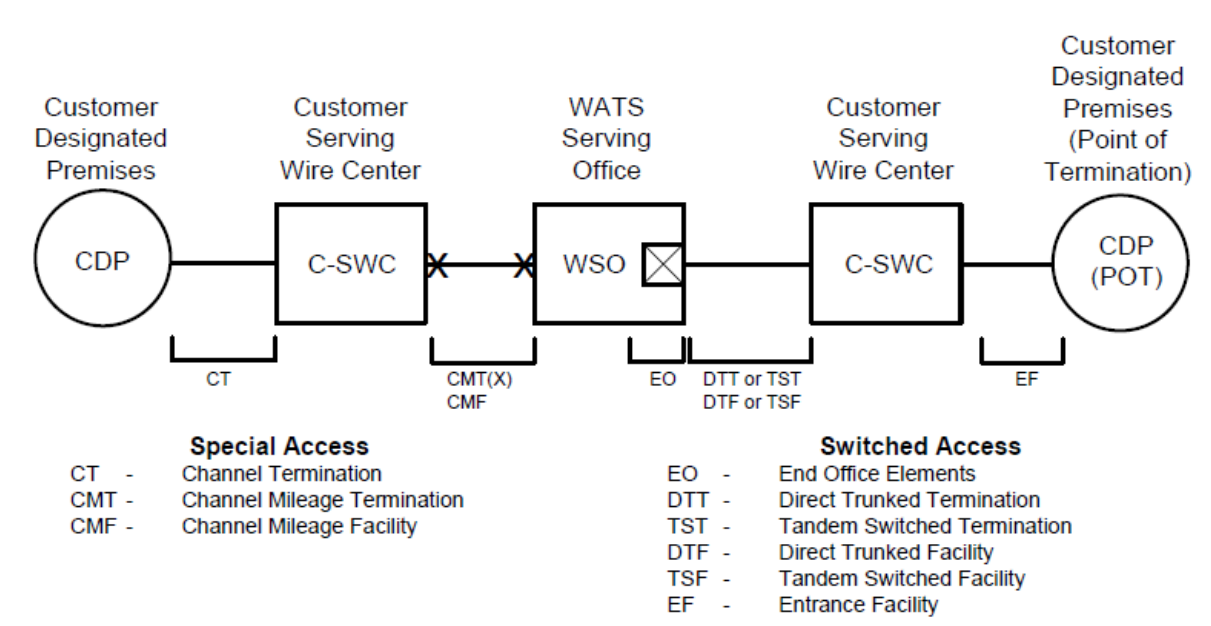 Customer
Designated
Premises
Customer
Serving
Wire Center
WATS
Serving
Office
Customer
Serving
Wire Center
Customer
Designated
Premises
(Point of
Termination)
CDP
C-SWC
X
X
WSO
C-SWC
CDP
(POT)
CT
CMT(X)
CMF
EO
DTT or TST
DTF or TSF
EF
Special Access
CT - Channel Termination
CMT - Channel Mileage Termination
CMF - Channel Mileage Facility
Switched Access
EO - End Office Elements
DTT - Direct Trunked Termination
TST - Tandem Switched Termination
DTF - Direct Trunked Facility
TSF - Tandem Switched Facility
EF - Entrance Facility